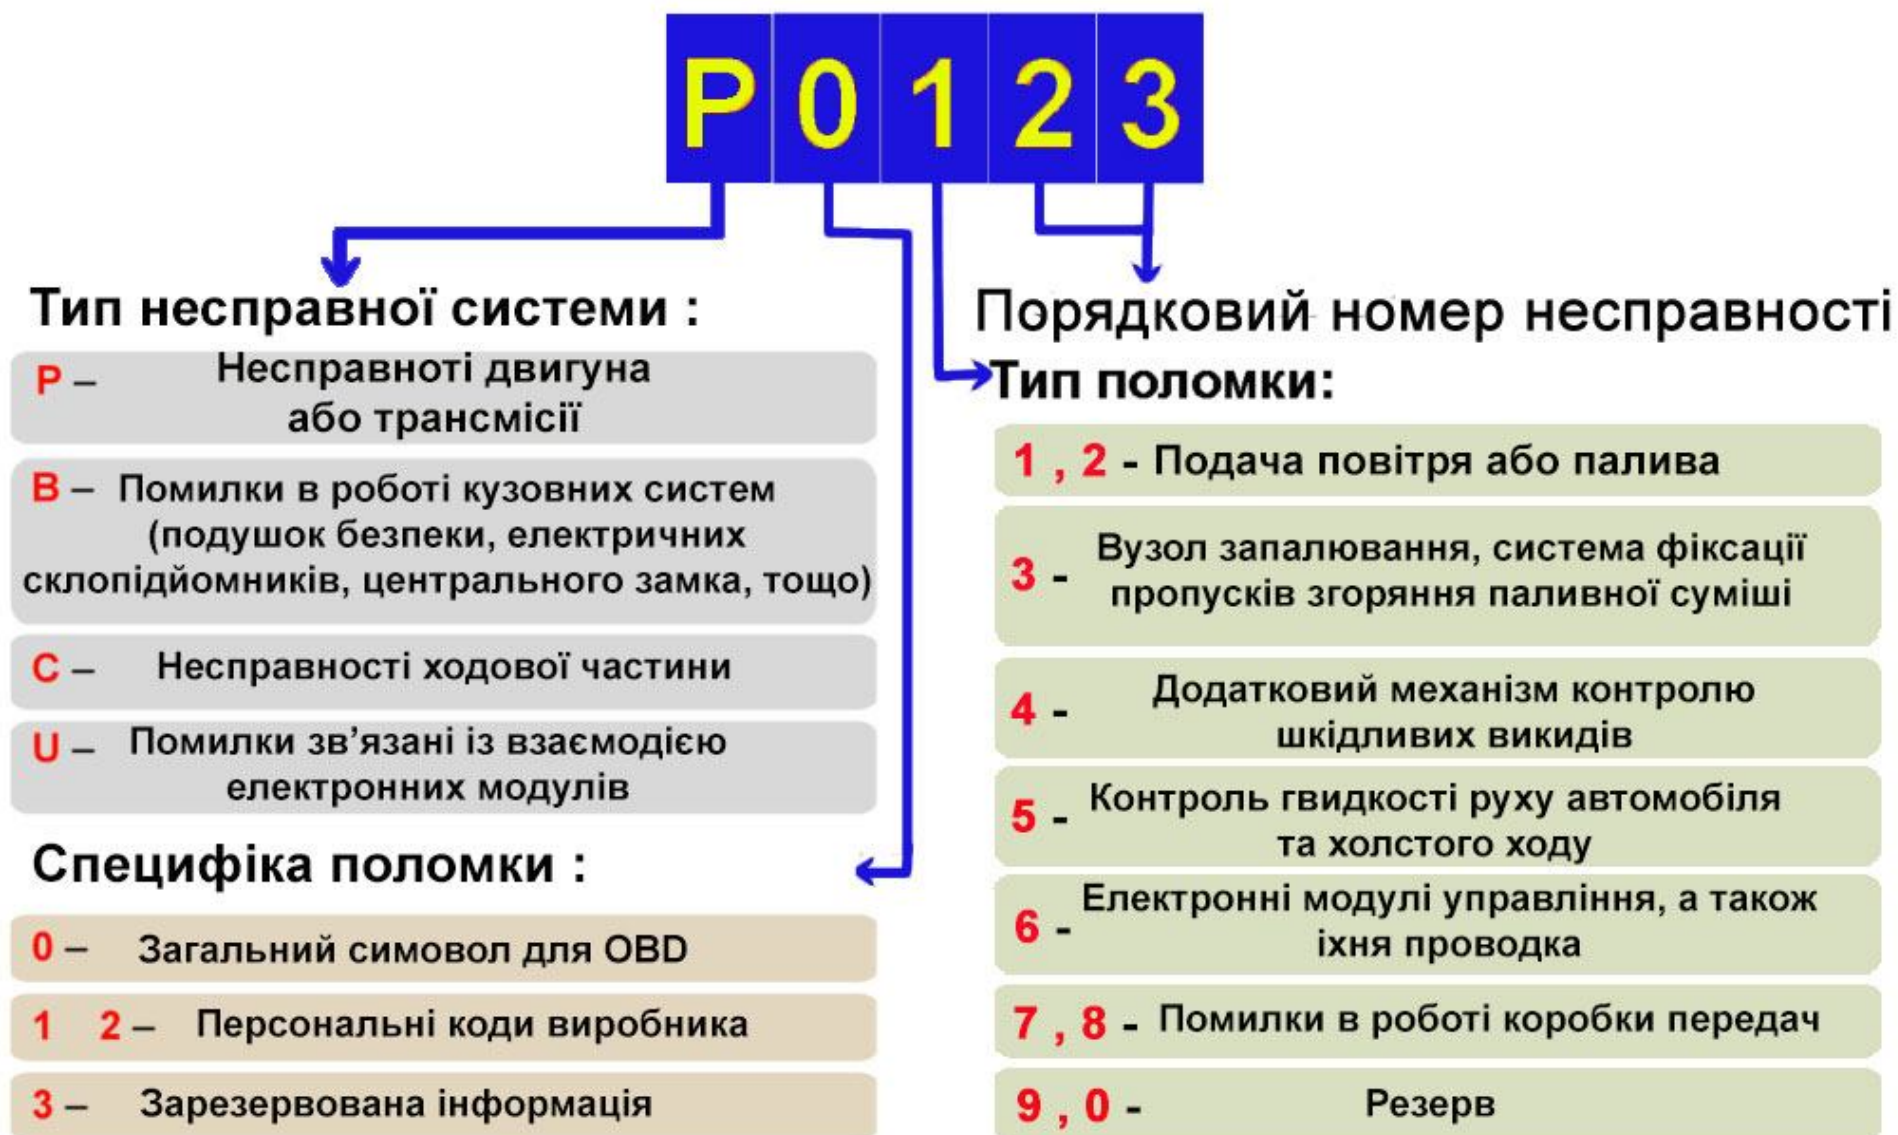 P0123
Тип несправної системи :
P – Несправноті двигуна
або трансмісії
B – Помилки в роботі кузовних систем
(подушок безпеки, електричних
склопідйомників, центрального замка, тощо)
C – Несправності ходової частини
U – Помилки зв’язані із взаємодією
електронних модулів
Специфіка поломки :
0 – Загальний симовол для OBD
1 2 – Персональні коди виробника
3 – Зарезервована інформація
Порядковий номер несправності
Тип поломки:
1 , 2 - Подача повітря або палива
3 - Вузол запалювання, система фіксації
пропусків згоряння паливної суміші
4 - Додатковий механізм контролю
шкідливих викидів
5 - Контроль гвидкості руху автомобіля
та холстого ходу
6 - Електронні модулі управління, а також
іхня проводка
7 , 8 - Помилки в роботі коробки передач
9 , 0 - Резерв